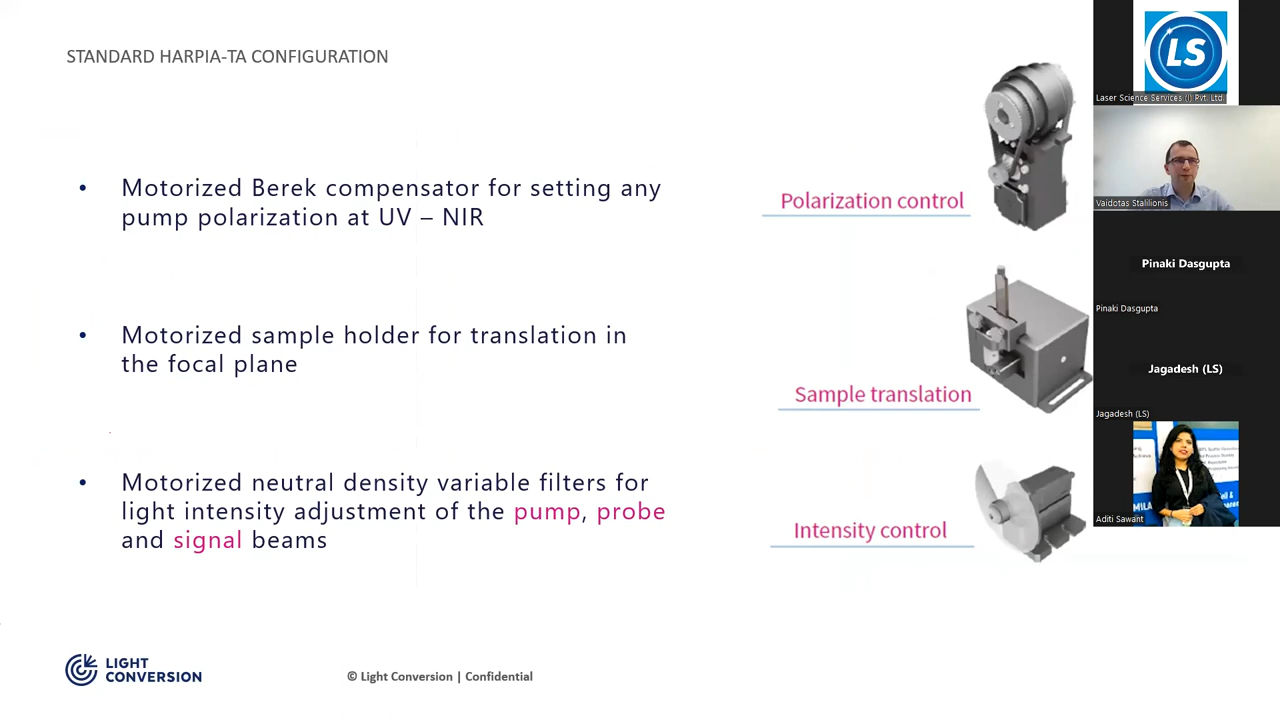 STANDARD HARPIA-TA CONFIGURATION
• Motorized Berek compensator for setting any
pump polarization at UV – NIR
Polarization control
• Motorized sample holder for translation in
the focal plane
Sample translation
• Motorized neutral density variable filters for
light intensity adjustment of the pump, probe
and signal beams
Intensity control
LIGHT
CONVERSION
© Light Conversion | Confidential
LS
Laser Science Services (I) Pvt. Ltd.
Vaidotas Stalilionis
Pinaki Dasgupta
Pinaki Dasgupta
Jagadesh (LS)
Jagadesh (LS)
MILA
Aditi Sawant